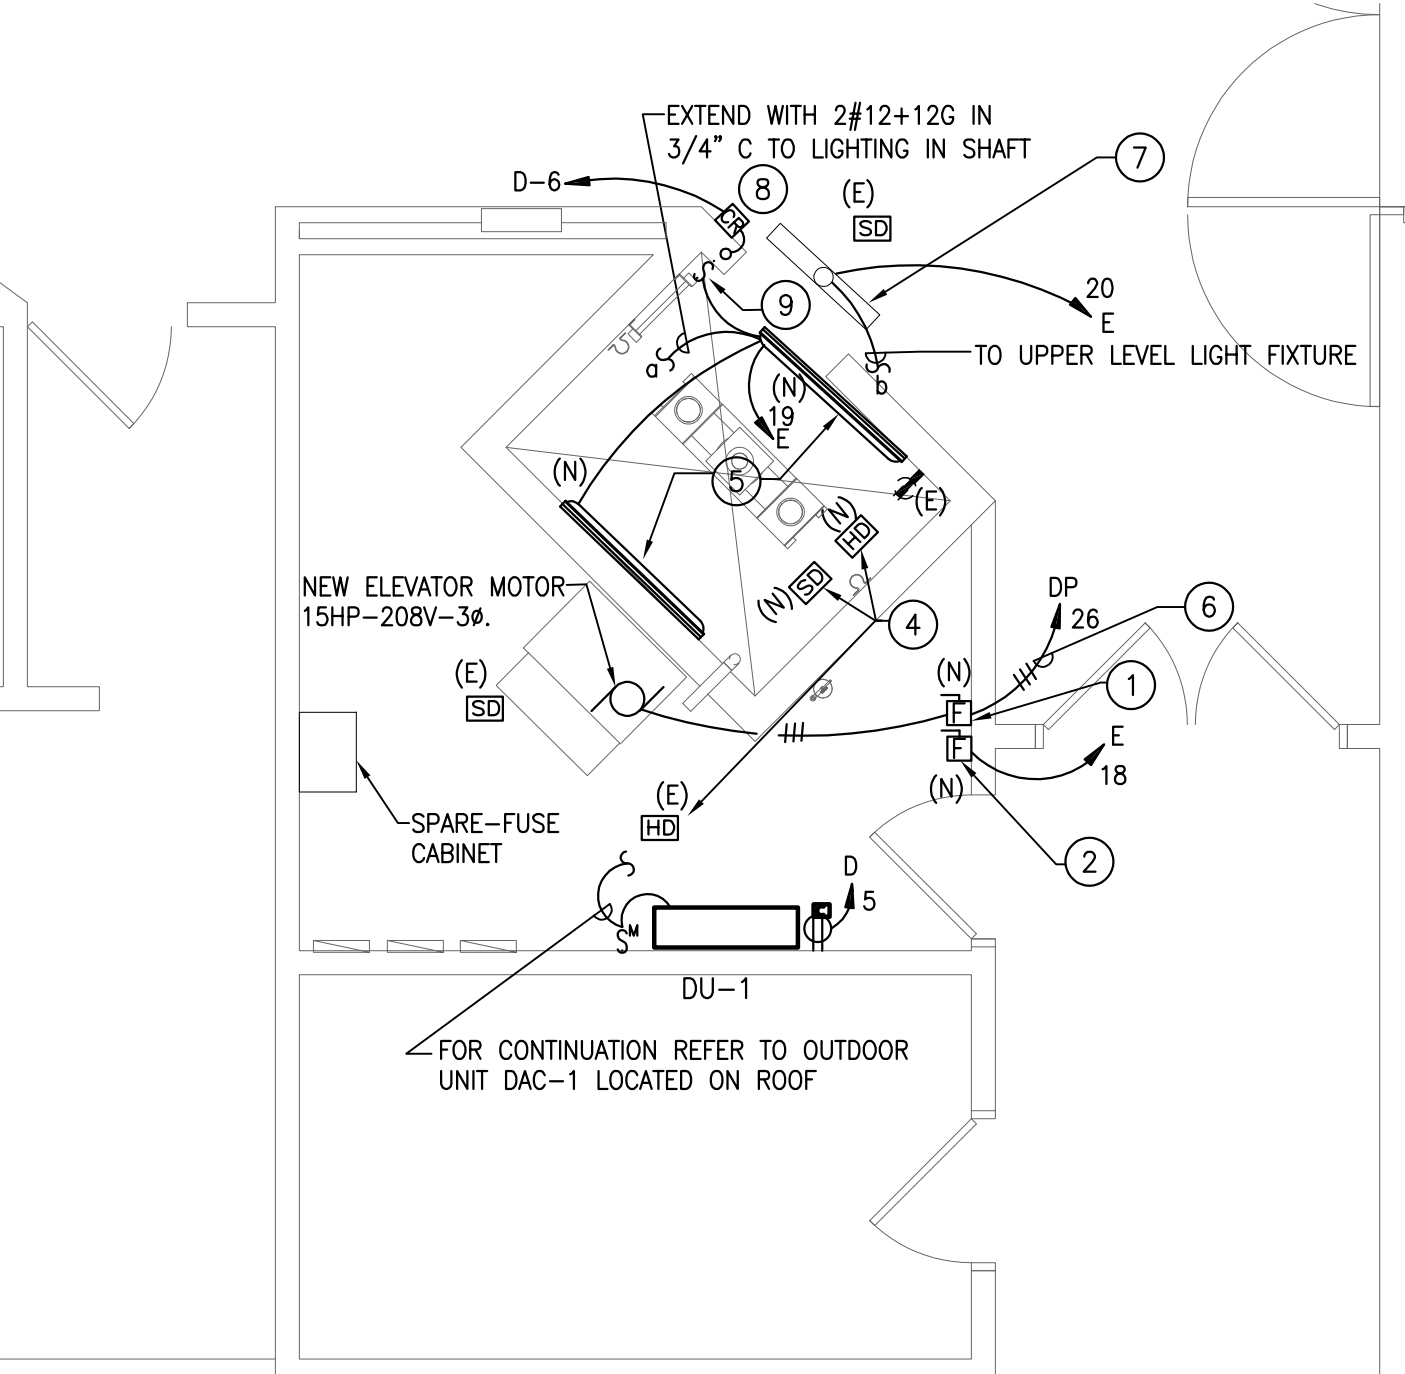 EXTEND WITH 2#12+12G IN
3/4" C TO LIGHTING IN SHAFT
7
D-6
8
(E)
CR
SD
9
20
E
TO UPPER LEVEL LIGHT FIXTURE
a
b
(N)
19
E
(N)
5
(E)
(N)
HD
NEW ELEVATOR MOTOR
15HP-208V-3ø.
(N)
SD
4
DP
26
6
(E)
SD
(N)
F
1
F
E
18
(N)
(E)
HD
SPARE-FUSE
CABINET
2
S
D
5
S M
DU-1
FOR CONTINUATION REFER TO OUTDOOR
UNIT DAC-1 LOCATED ON ROOF